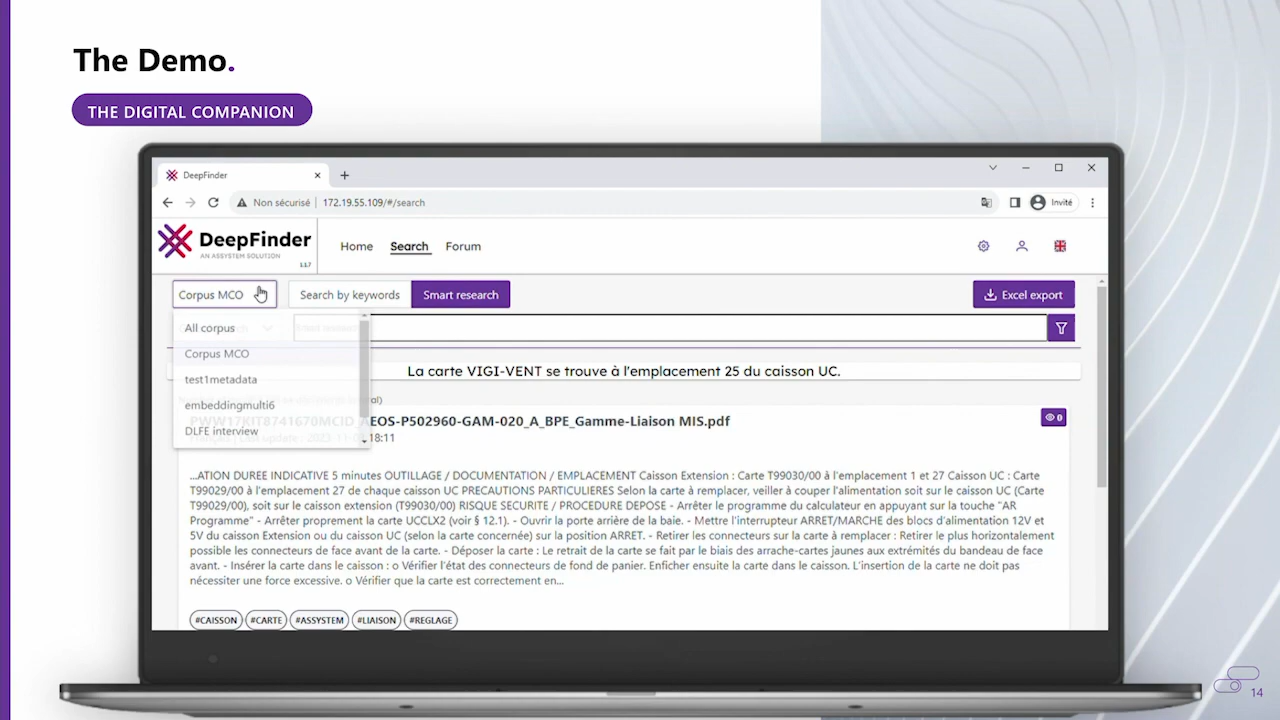 The Demo.
THE DIGITAL COMPANION
DeepFinder
Non sécurisé
172.19.55.109/#/search
Invité
DeepFinder
AN ASSYSTEM SOLUTION
1.1.7
Home
Search
Forum
Corpus MCO
Search by keywords
Smart research
Excel export
All corpus
Corpus MCO
test1metadata
embeddingmulti6
DLFE interview
La carte VIGI-VENT se trouve à l'emplacement 25 du caisson UC.
PWW17KIT8741670MCID_AEOS-P502960-GAM-020_A_BPE_Gamme-Liaison MIS.pdf
18:11
0
...ATION DUREE INDICATIVE 5 minutes OUTILLAGE / DOCUMENTATION / EMPLACEMENT Caisson Extension : Carte T99030/00 à l'emplacement 1 et 27 Caisson UC : Carte
T99029/00 à l'emplacement 27 de chaque caisson UC PRECAUTIONS PARTICULIERES Selon la carte à remplacer, veiller à couper l'alimentation soit sur le caisson UC (Carte
T99029/00), soit sur le caisson extension (T99030/00) RISQUE SECURITE / PROCEDURE DEPOSE - Arrêter le programme du calculateur en appuyant sur la touche "AR
Programme" - Arrêter proprement la carte UCCLX2 (voir § 12.1). - Ouvrir la porte arrière de la baie. - Mettre l'interrupteur ARRET/MARCHE des blocs d'alimentation 12V et
5V du caisson Extension ou du caisson UC (selon la carte concernée) sur la position ARRET. - Retirer les connecteurs sur la carte à remplacer : Retirer le plus horizontalement
possible les connecteurs de face avant de la carte. - Déposer la carte : Le retrait de la carte se fait par le biais des arrache-cartes jaunes aux extrémités du bandeau de face
avant. - Insérer la carte dans le caisson : o Vérifier l'état des connecteurs de fond de panier. Enficher ensuite la carte dans le caisson. L'insertion de la carte ne doit pas
nécessiter une force excessive. o Vérifier que la carte est correctement en...
#CAISSON
#CARTE
#ASSYSTEM
#LIAISON
#REGLAGE
14